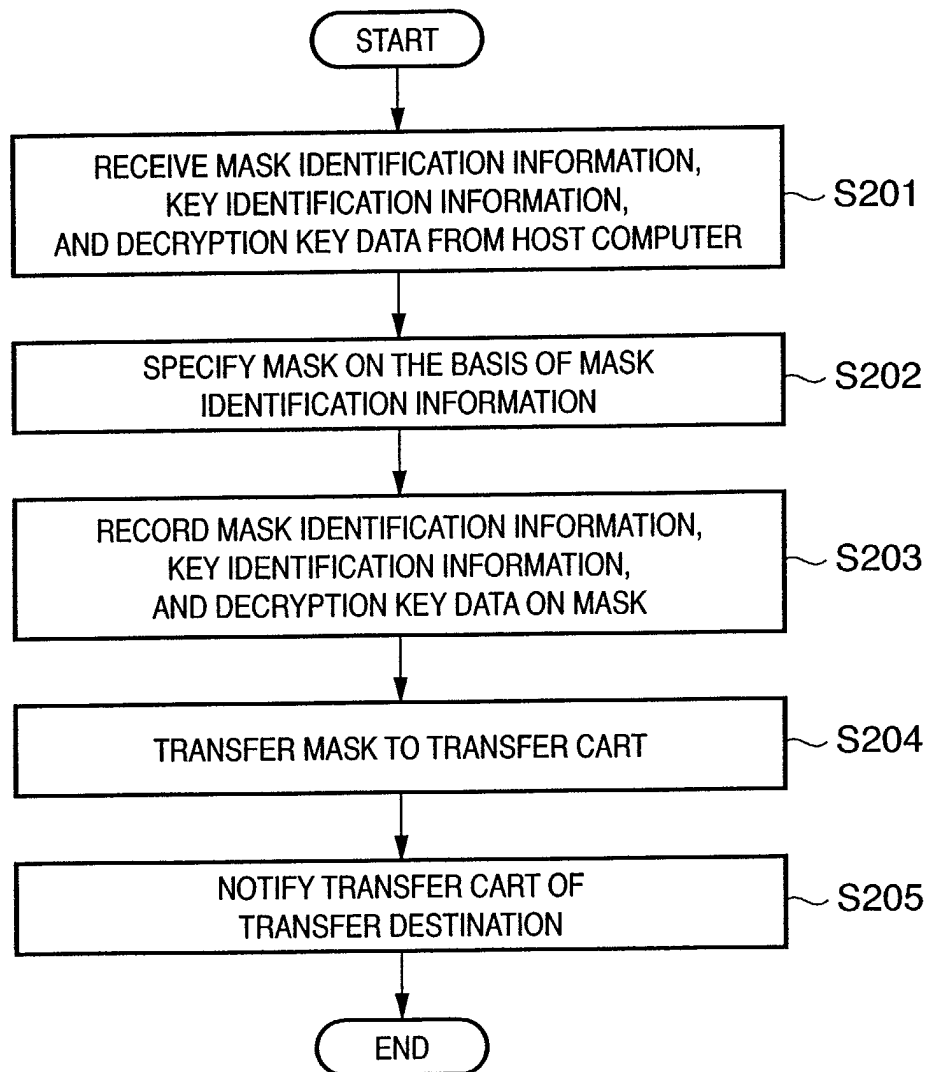 START
RECEIVE MASK IDENTIFICATION INFORMATION,
KEY IDENTIFICATION INFORMATION,
AND DECRYPTION KEY DATA FROM HOST COMPUTER
S201
SPECIFY MASK ON THE BASIS OF MASK
IDENTIFICATION INFORMATION
S202
RECORD MASK IDENTIFICATION INFORMATION,
KEY IDENTIFICATION INFORMATION,
AND DECRYPTION KEY DATA ON MASK
S203
TRANSFER MASK TO TRANSFER CART
S204
NOTIFY TRANSFER CART OF
TRANSFER DESTINATION
S205
END